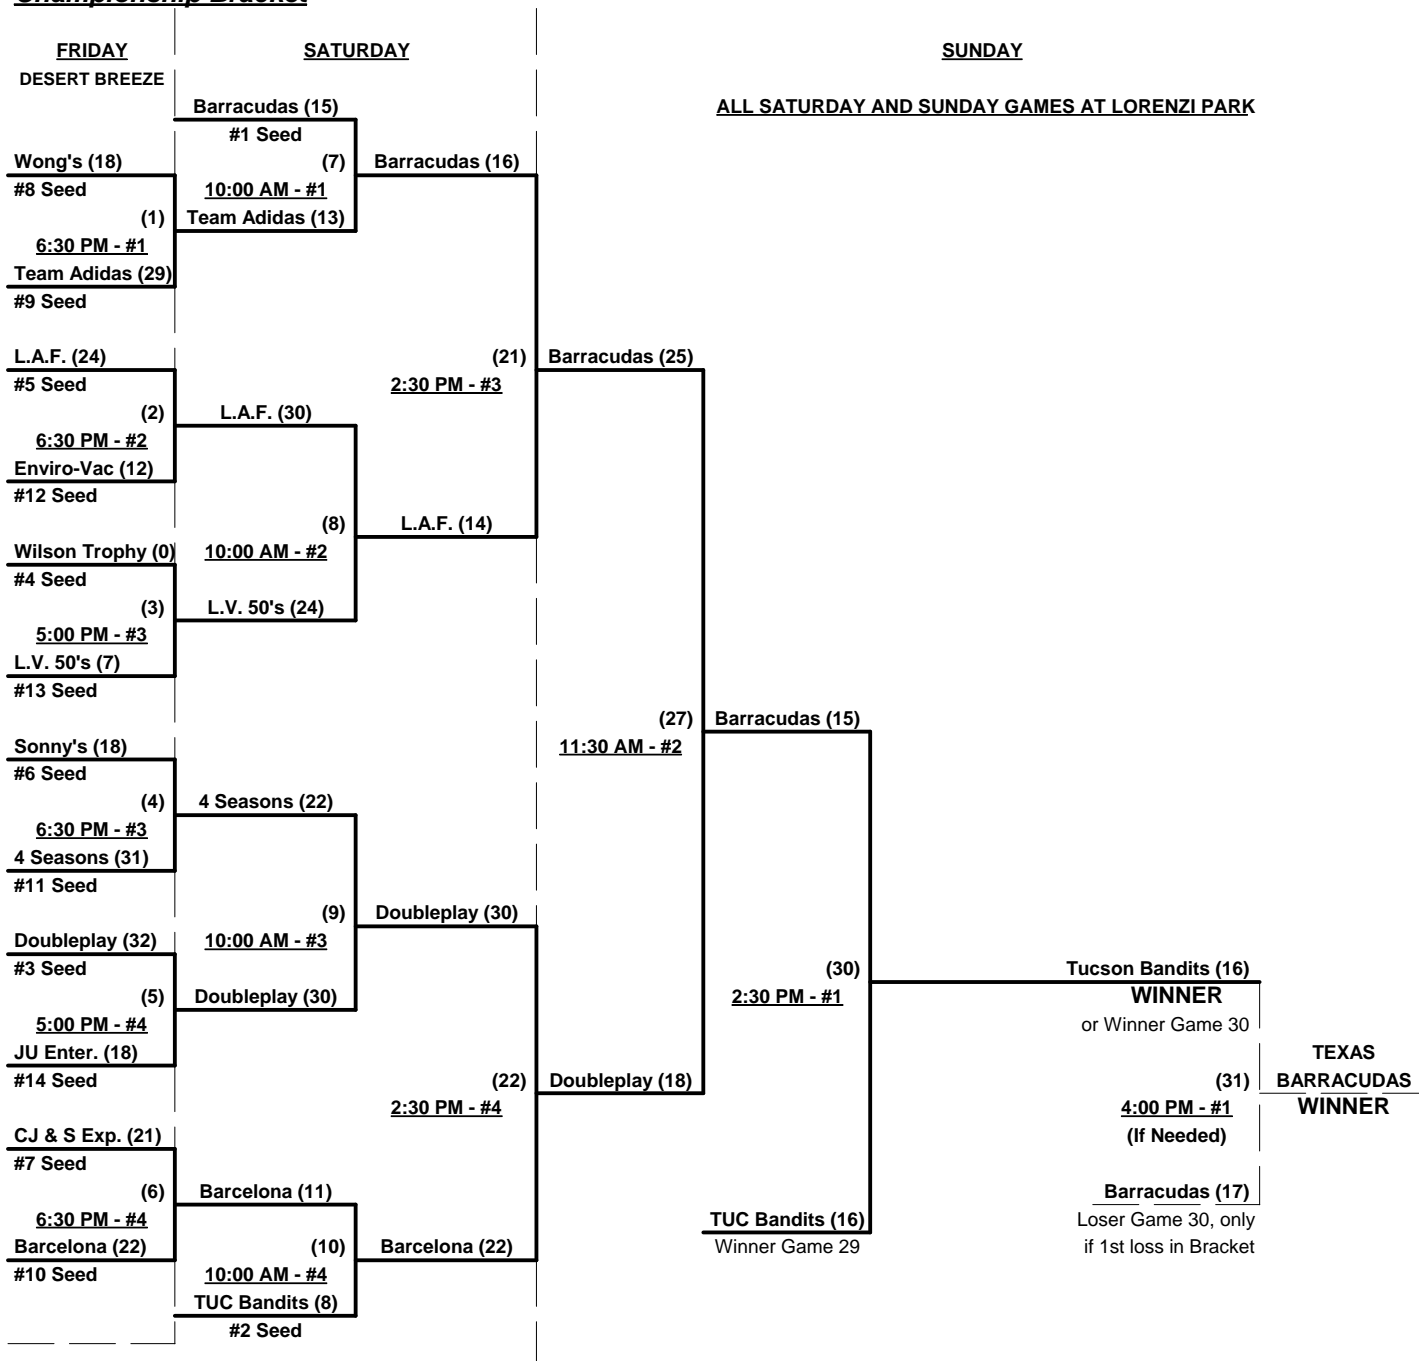 Championship Bracket
FRIDAY
SATURDAY
SUNDAY
DESERT BREEZE
Barracudas (15)
ALL SATURDAY AND SUNDAY GAMES AT LORENZI PARK
#1 Seed
Wong's (18)
(7)
Barracudas (16)
#8 Seed
10:00 AM - #1
(1)
Team Adidas (13)
6:30 PM - #1
Team Adidas (29)
#9 Seed
L.A.F. (24)
(21)
Barracudas (25)
#5 Seed
2:30 PM - #3
(2)
L.A.F. (30)
6:30 PM - #2
Enviro-Vac (12)
#12 Seed
(8)
L.A.F. (14)
Wilson Trophy (0)
10:00 AM - #2
#4 Seed
(3)
L.V. 50's (24)
5:00 PM - #3
L.V. 50's (7)
#13 Seed
(27)
Barracudas (15)
Sonny's (18)
11:30 AM - #2
#6 Seed
(4)
4 Seasons (22)
6:30 PM - #3
4 Seasons (31)
#11 Seed
(9)
Doubleplay (30)
Doubleplay (32)
10:00 AM - #3
#3 Seed
(30)
Tucson Bandits (16)
(5)
Doubleplay (30)
2:30 PM - #1
WINNER
5:00 PM - #4
or Winner Game 30
JU Enter. (18)
TEXAS
#14 Seed
(22)
Doubleplay (18)
(31)
BARRACUDAS
2:30 PM - #4
4:00 PM - #1
WINNER
CJ & S Exp. (21)
(If Needed)
#7 Seed
(6)
Barcelona (11)
Barracudas (17)
6:30 PM - #4
TUC Bandits (16)
Loser Game 30, only
Barcelona (22)
(10)
Barcelona (22)
Winner Game 29
if 1st loss in Bracket
#10 Seed
10:00 AM - #4
TUC Bandits (8)
#2 Seed